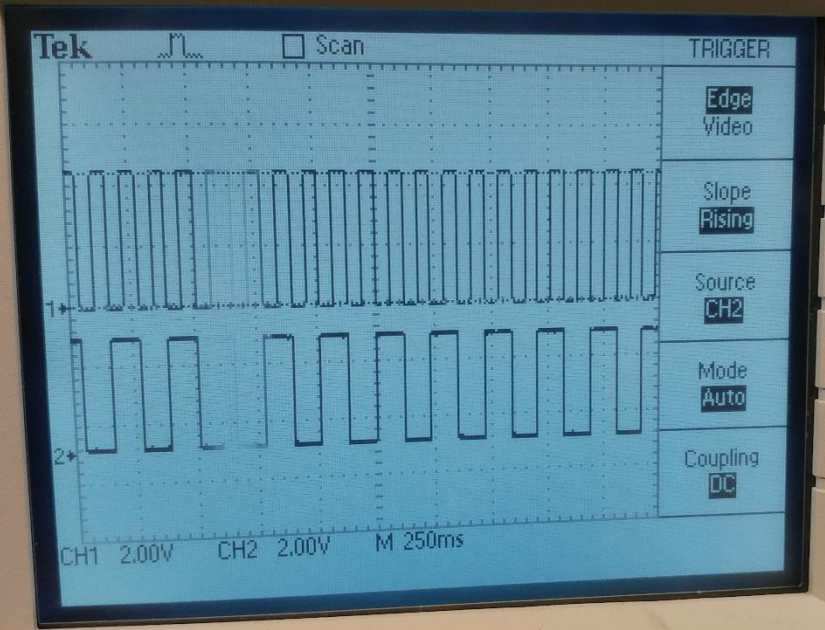 Tek Scan TRIGGER
Edge
Video
Slope
Rising
Source
CH2
Mode
Auto
Coupling
DC
1
2
CH1 2.00V CH2 2.00V M 250ms